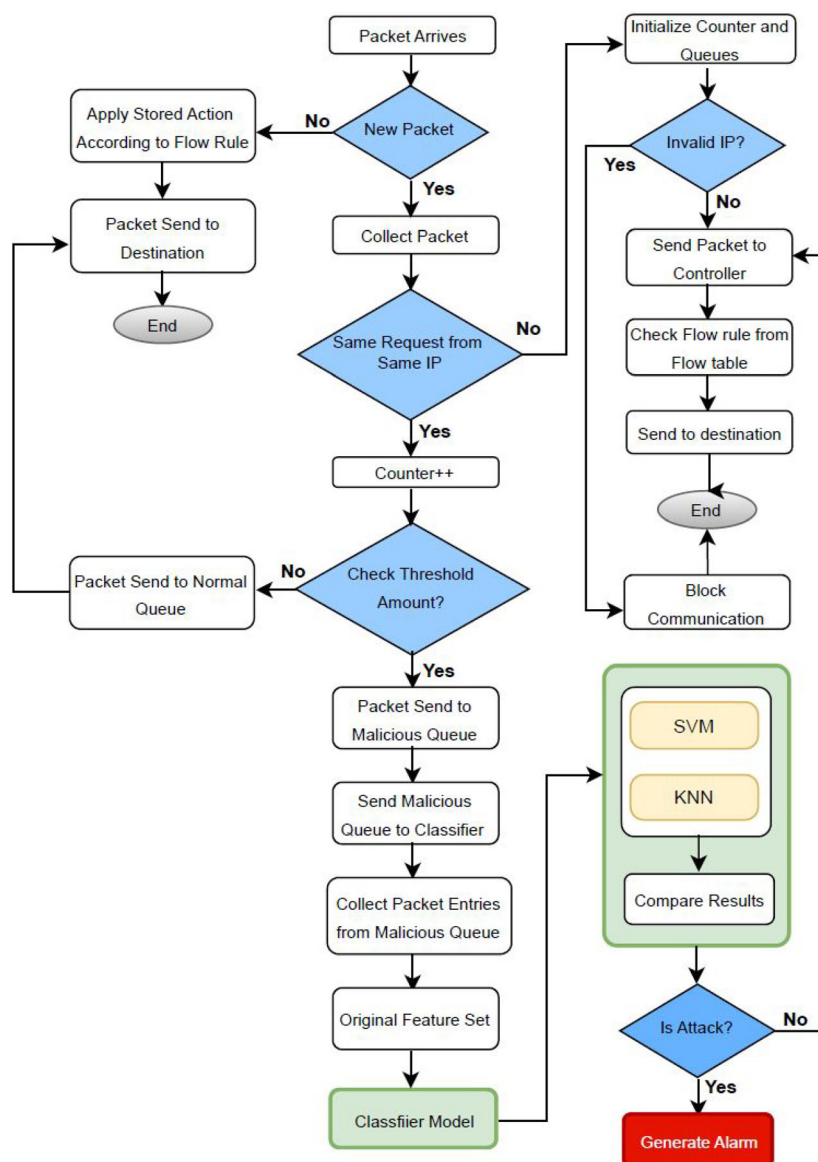 Packet Arrives
No
New Packet
Apply Stored Action
According to Flow Rule
Yes
Packet Send to
Destination
End
Collect Packet
Same Request from
Same IP
No
Yes
Counter++
Check Threshold
Amount?
No
Packet Send to Normal
Queue
Yes
Packet Send to
Malicious Queue
Send Malicious
Queue to Classifier
Collect Packet Entries
from Malicious Queue
Original Feature Set
Classfiier Model
Initialize Counter and
Queues
Invalid IP?
Yes
No
Send Packet to
Controller
Check Flow rule from
Flow table
Send to destination
End
Block
Communication
SVM
KNN
Compare Results
Is Attack?
No
Yes
Generate Alarm